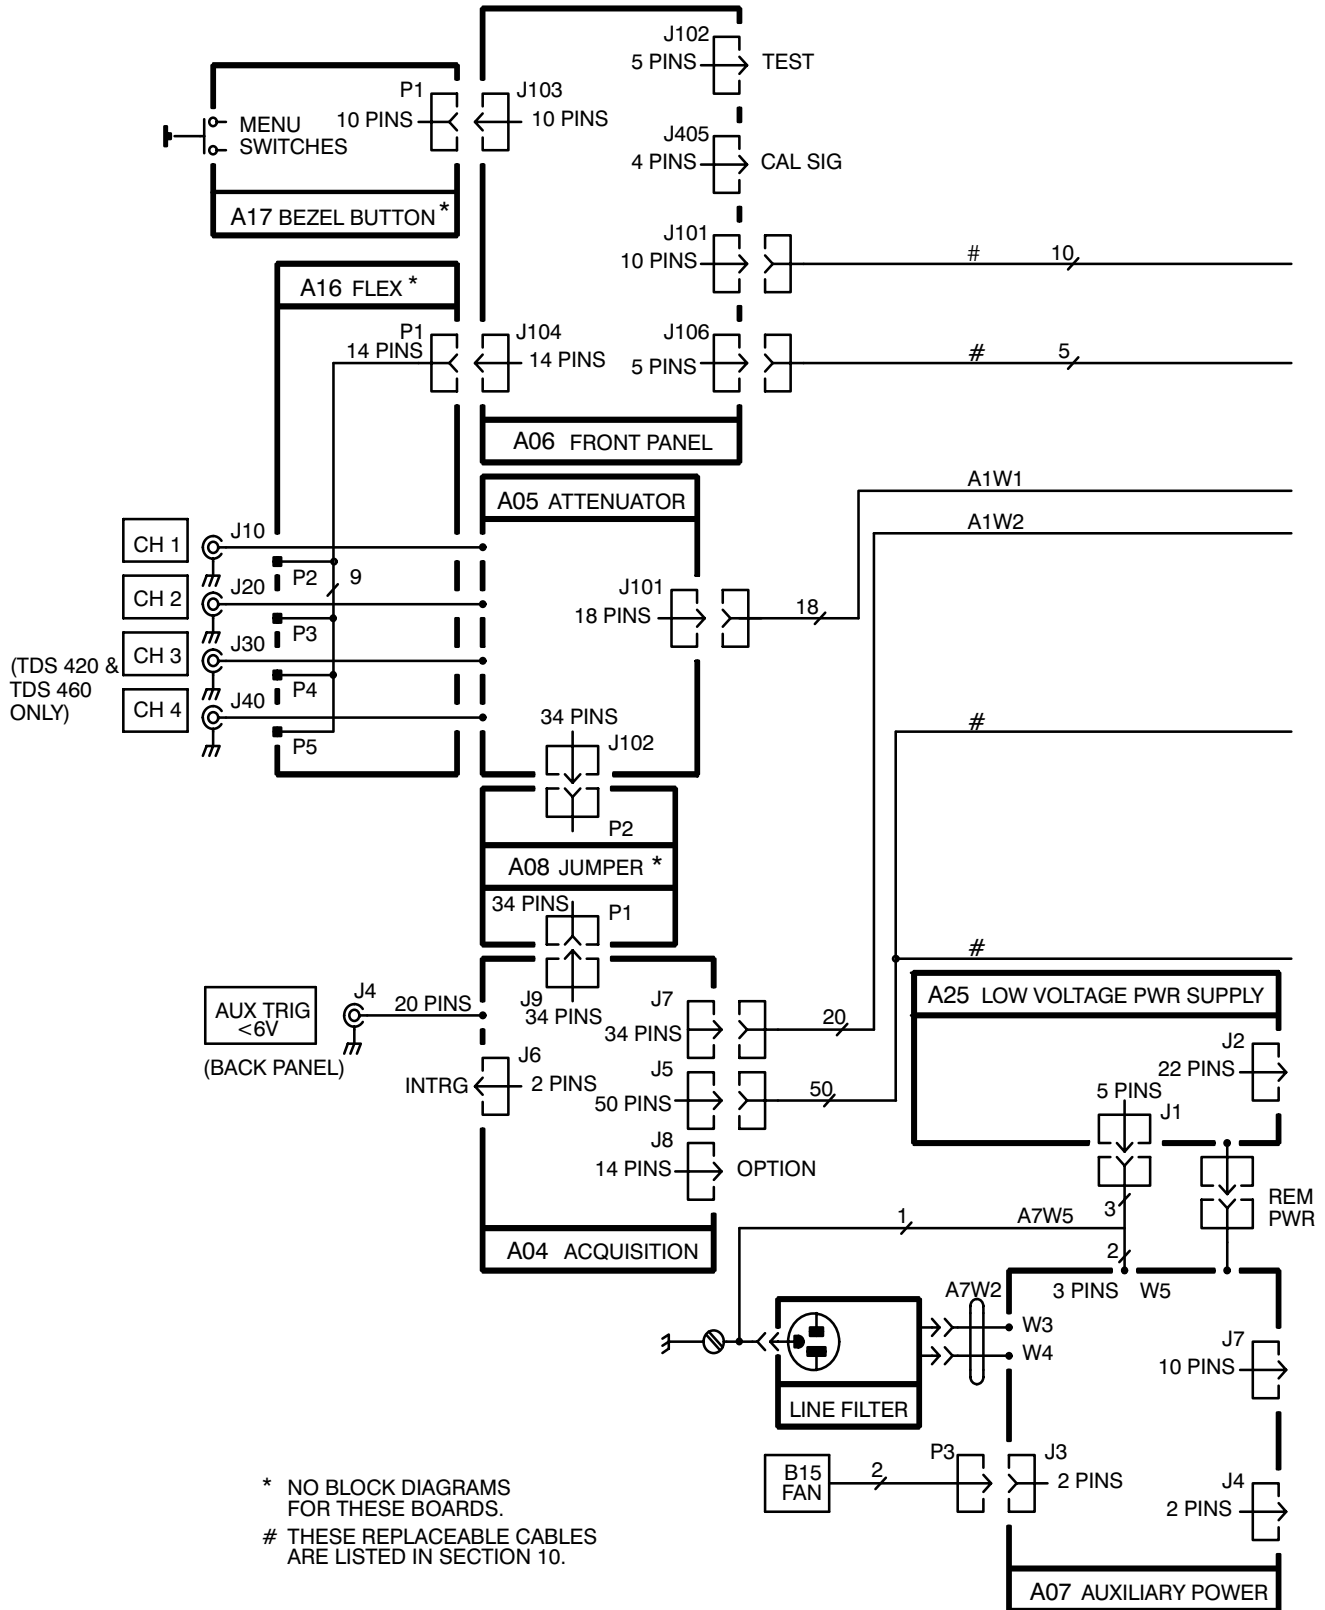 J102
5 PINS
TEST
P1
J103
10 PINS
10 PINS
MENU
SWITCHES
J405
4 PINS
CAL SIG
A17 BEZEL BUTTON *
J101
10 PINS
#
10
A16 FLEX *
P1
14 PINS
J104
14 PINS
J106
5 PINS
#
5
A06 FRONT PANEL
A05 ATTENUATOR
A1W1
A1W2
CH 1
J10
P2
9
CH 2
J20
P3
J101
18 PINS
18
(TDS 420 &
TDS 460
ONLY)
CH 3
J30
P4
CH 4
J40
P5
34 PINS
J102
#
P2
A08 JUMPER *
34 PINS
P1
#
AUX TRIG
<6V
(BACK PANEL)
J4
20 PINS
J9
34 PINS
J7
34 PINS
20
A25 LOW VOLTAGE PWR SUPPLY
J2
22 PINS
J6
INTRG
2 PINS
J5
50 PINS
50
5 PINS
J1
J8
14 PINS
OPTION
3
REM
PWR
1
A7W5
A04 ACQUISITION
2
3 PINS
W5
A7W2
W3
W4
J7
10 PINS
LINE FILTER
B15
FAN
2
P3
J3
2 PINS
J4
2 PINS
* NO BLOCK DIAGRAMS
FOR THESE BOARDS.
# THESE REPLACEABLE CABLES
ARE LISTED IN SECTION 10.
A07 AUXILIARY POWER